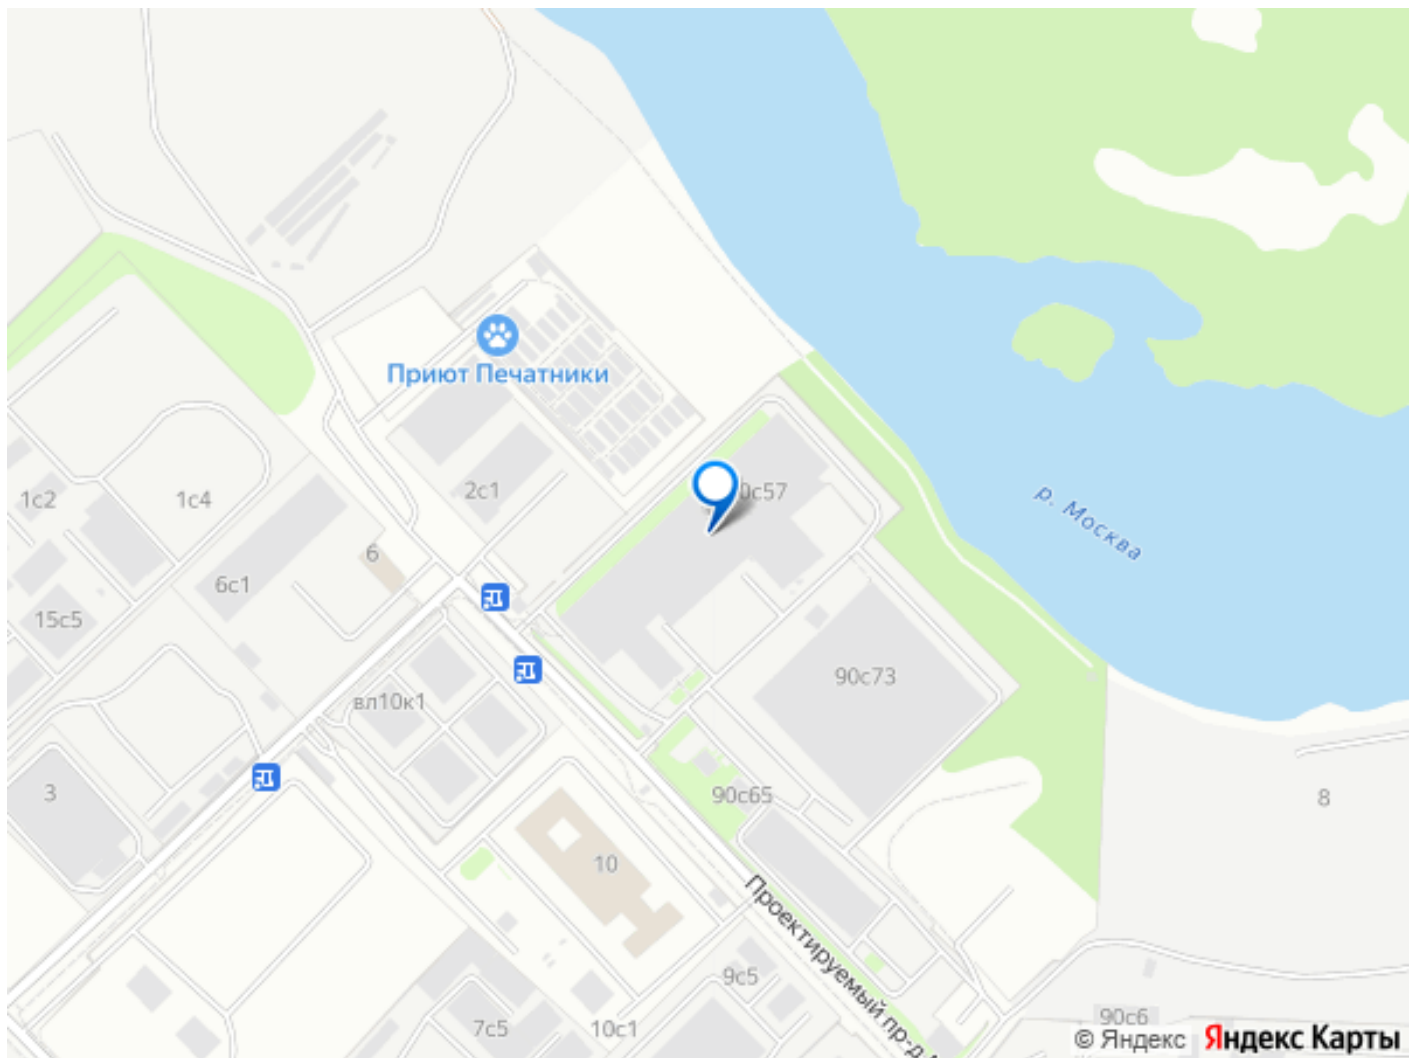 Приют Печатники
1с2
1с4
2с1
0с57
р. Москва
6
6с1
15с5
90с73
вл10к1
3
90с65
8
10
Проектируемый пр-д
9с5
7с5
10с1
90с6
© Яндекс Яндекс Карты